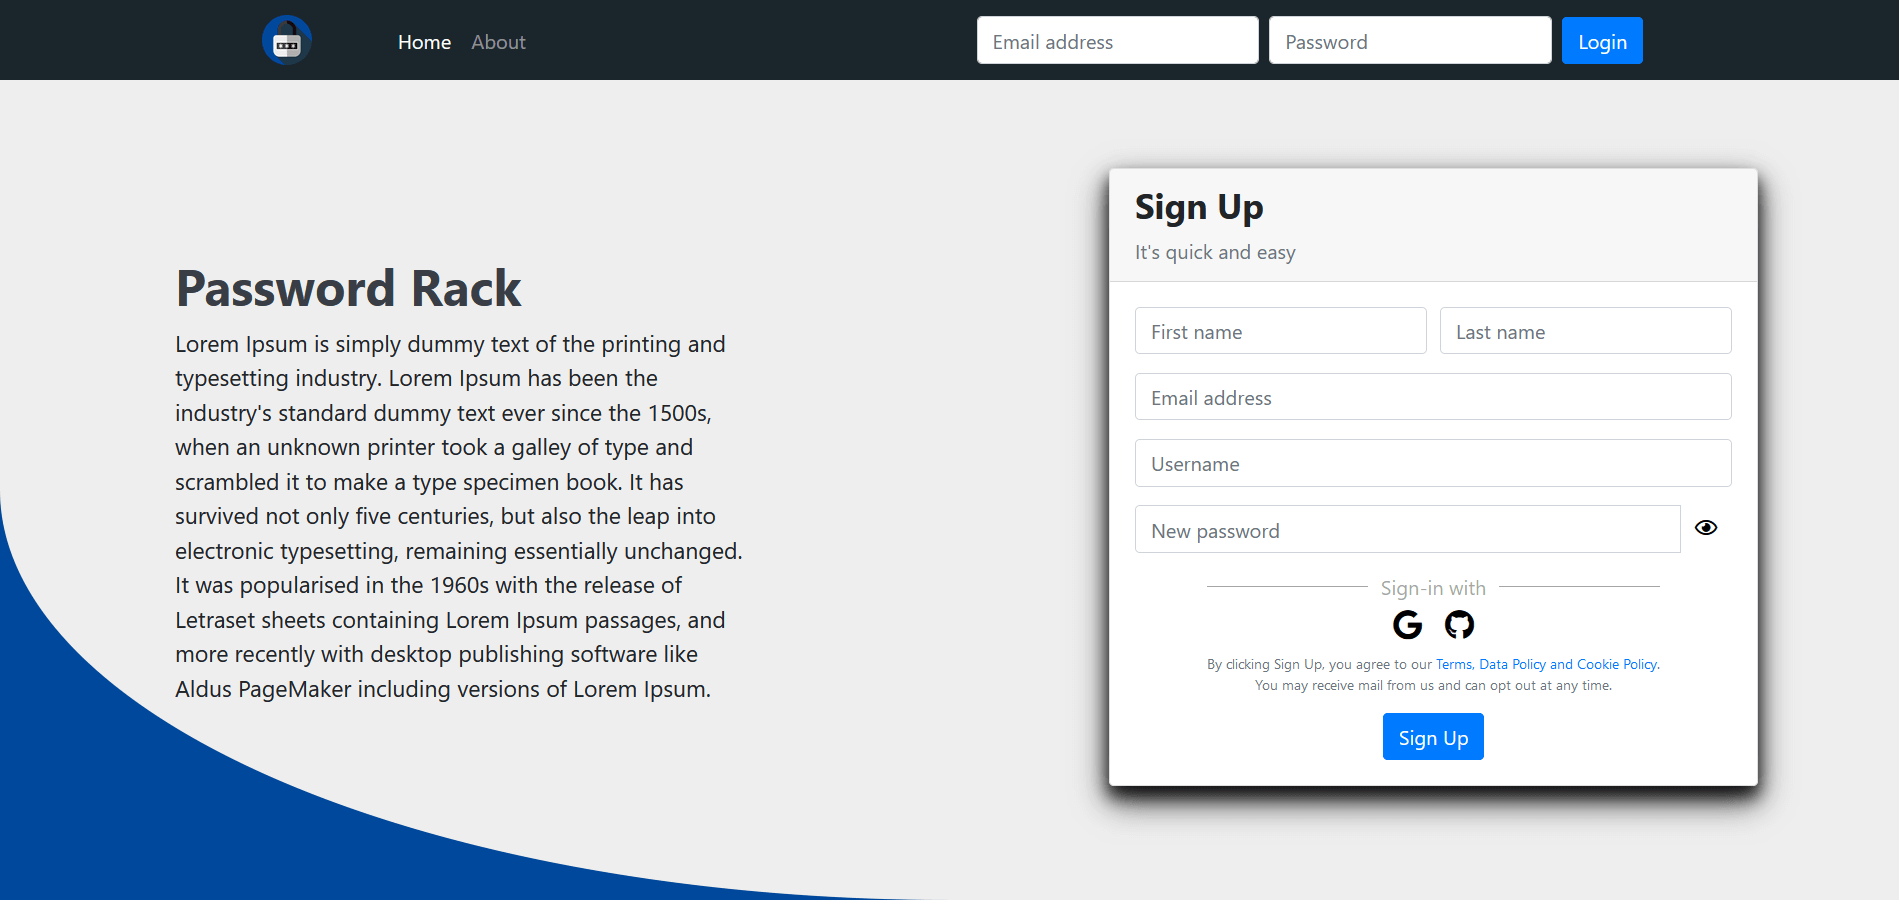 Home About Email address Password Login
Sign Up
It's quick and easy
Password Rack
Lorem Ipsum is simply dummy text of the printing and
typesetting industry. Lorem Ipsum has been the
industry's standard dummy text ever since the 1500s,
when an unknown printer took a galley of type and
scrambled it to make a type specimen book. It has
survived not only five centuries, but also the leap into
electronic typesetting, remaining essentially unchanged.
It was popularised in the 1960s with the release of
Letraset sheets containing Lorem Ipsum passages, and
more recently with desktop publishing software like
Aldus PageMaker including versions of Lorem Ipsum.
First name Last name
Email address
Username
New password
Sign-in with
By clicking Sign Up, you agree to our Terms, Data Policy and Cookie Policy.
You may receive mail from us and can opt out at any time.
Sign Up